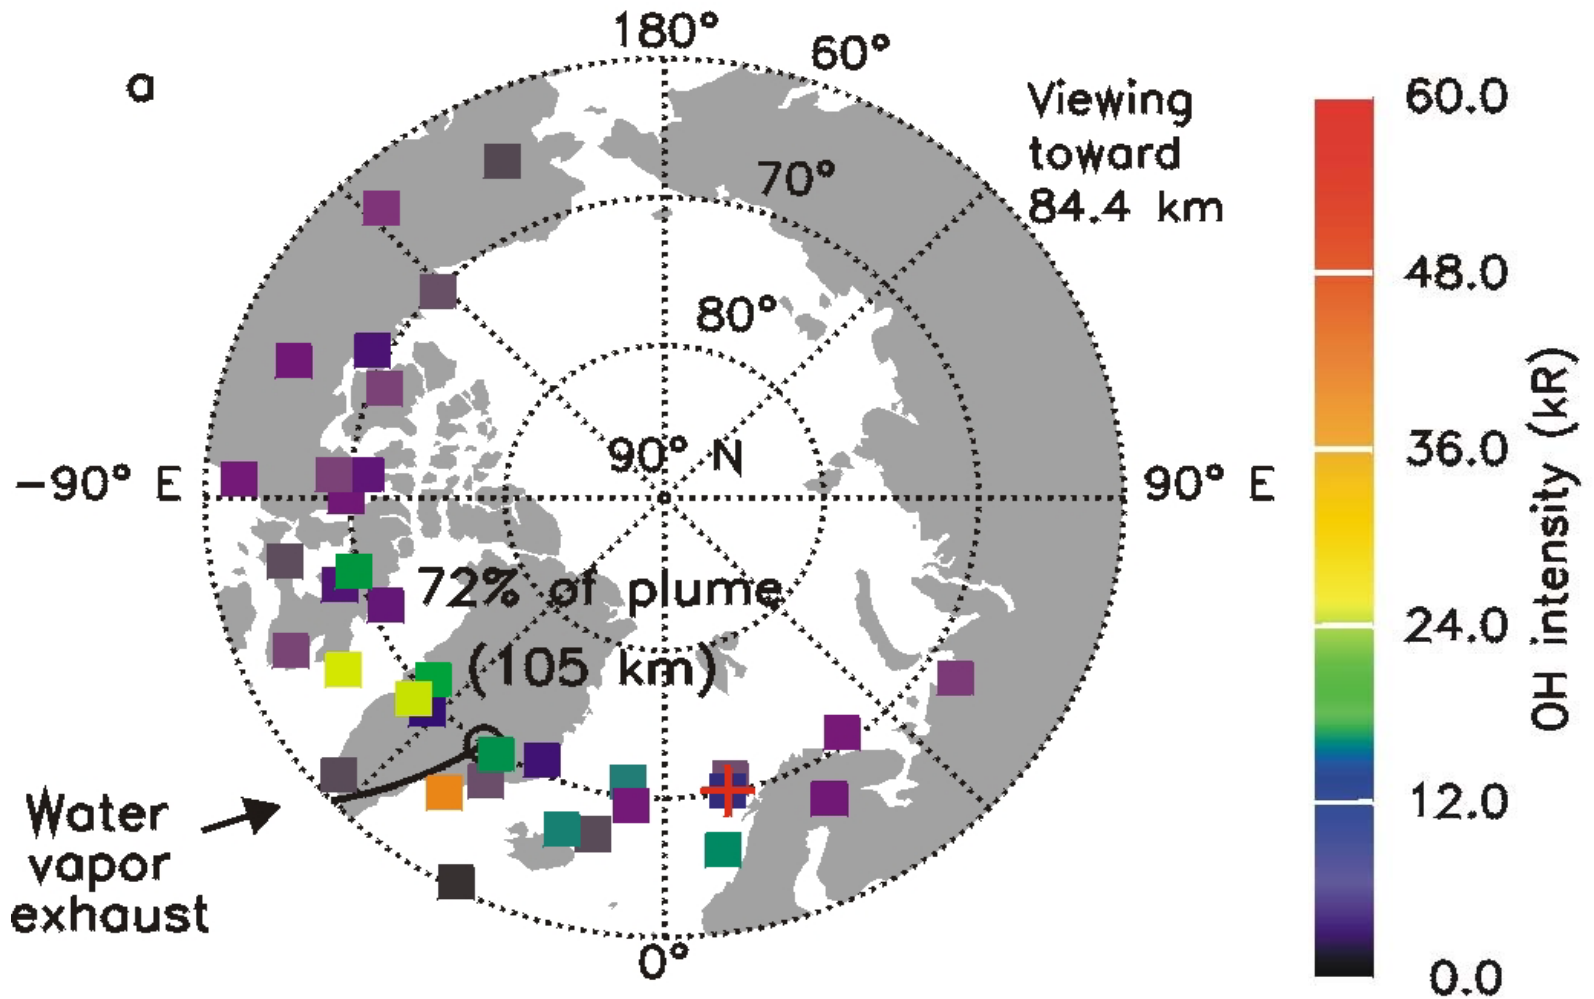 a
180°
60°
Viewing
toward
84.4 km
70°
80°
90° N
-90° E
90° E
72% of plume
(105 km)
Water
vapor
exhaust
0°
60.0
48.0
36.0
24.0
12.0
0.0
OH intensity (kR)